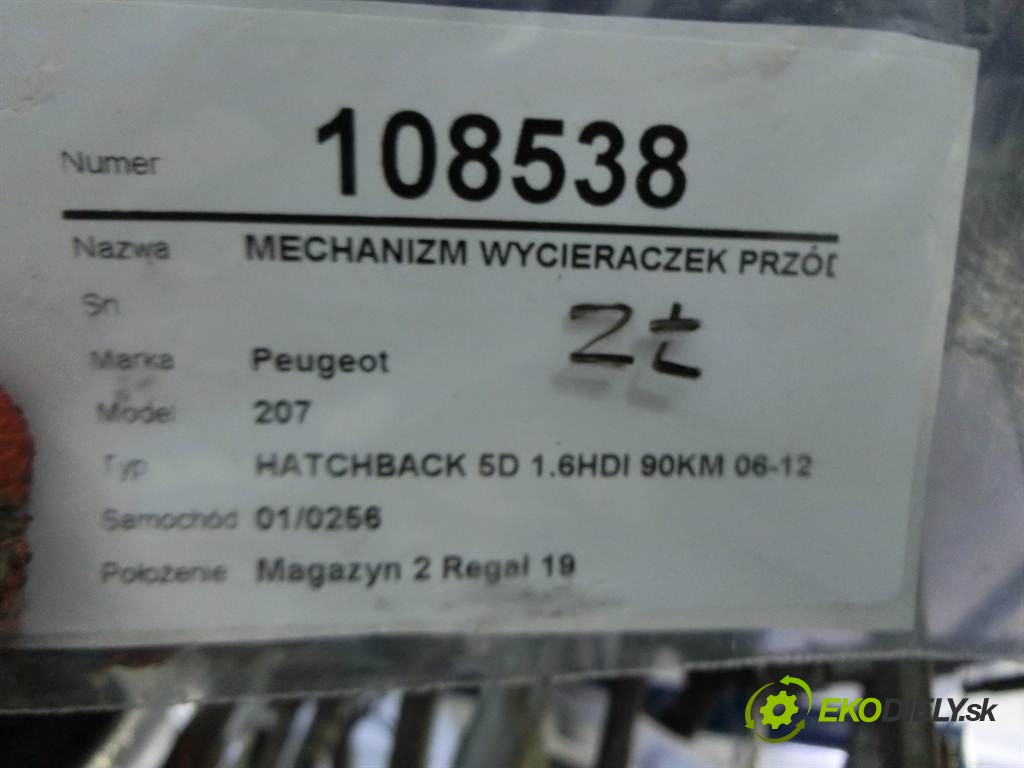 Numer 108538
Nazwa MECHANIZM WYCIERACZEK PRZÓD
Sn
zł
Marka Peugeot
Model 207
Typ HATCHBACK 5D 1.6HDI 90KM 06-12
Samochód 01/0256
Położenie Magazyn 2 Regał 19
EKODIELY.sk